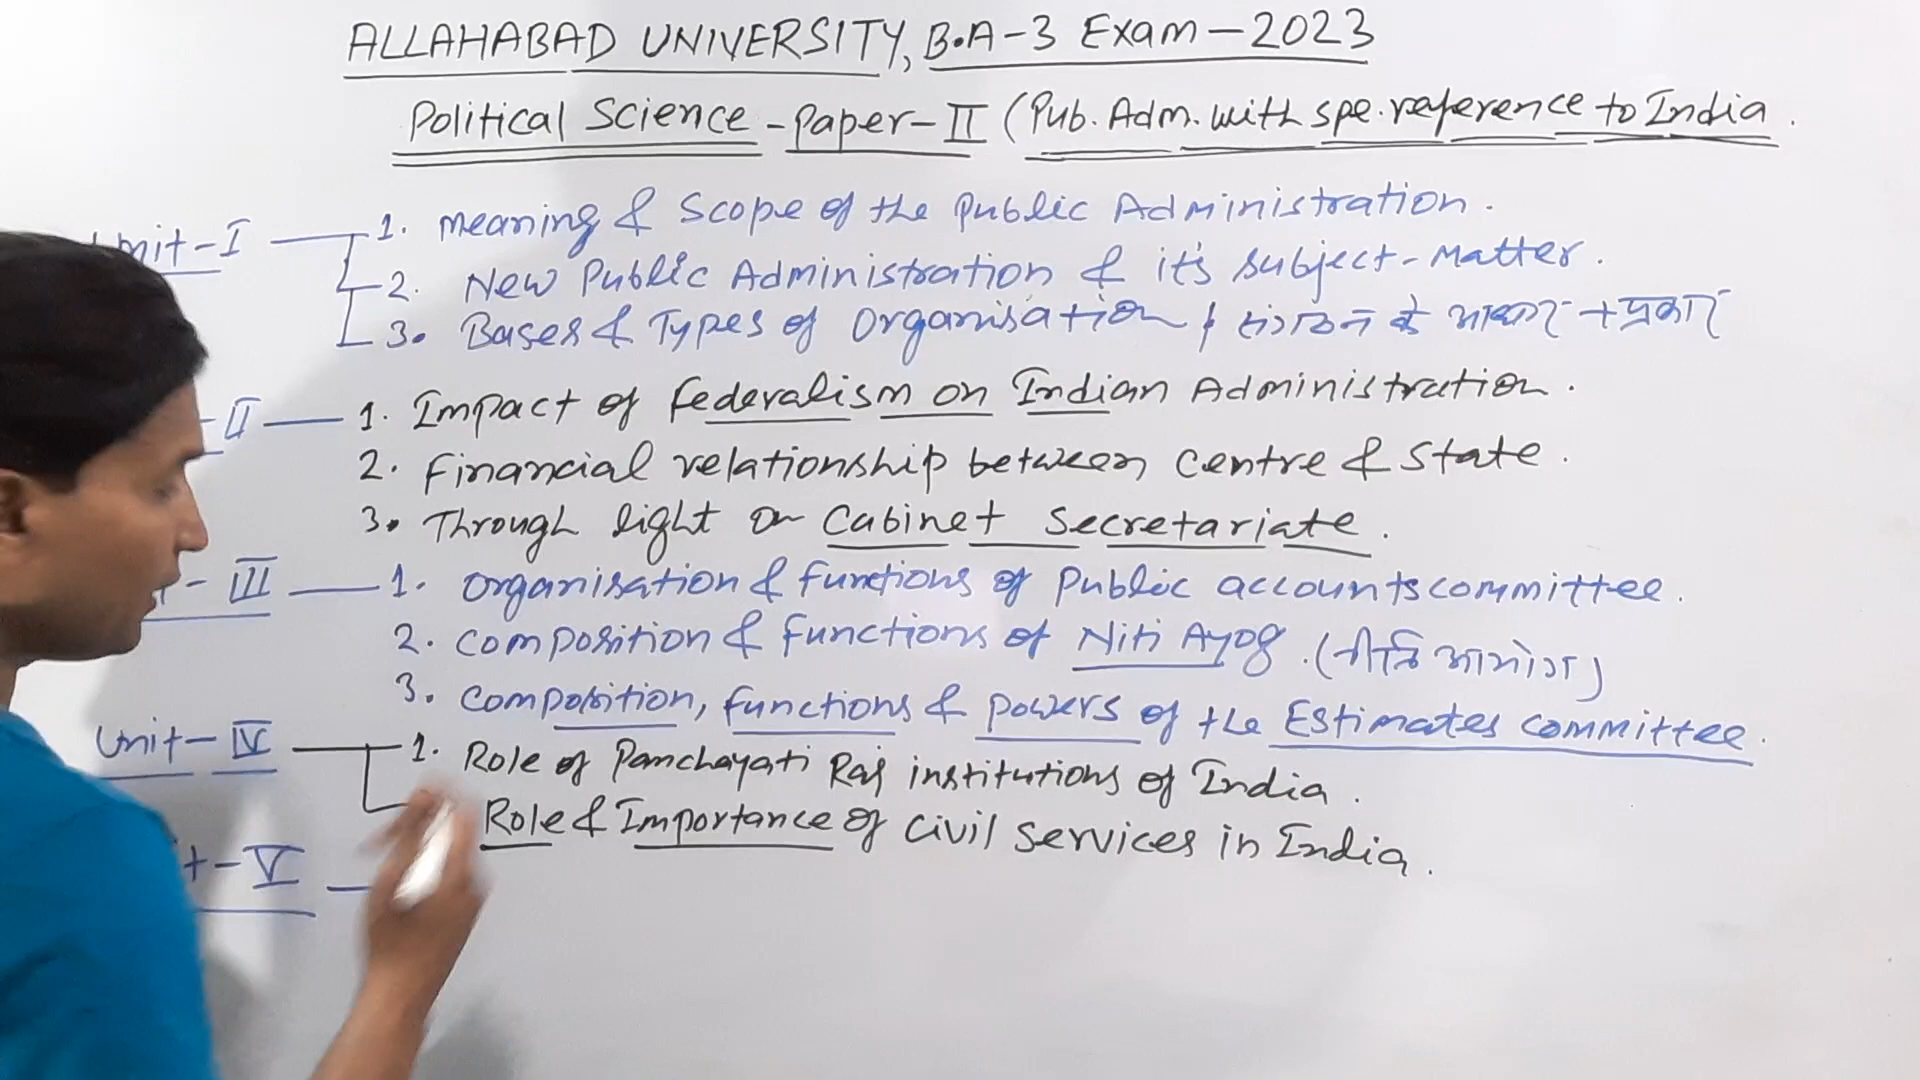 ALLAHABAD UNIVERSITY, B.A-3 Exam-2023
Political Science-Paper-II (Pub. Adm. with spe. reference to India.
Unit-I 1. Meaning & Scope of the Public Administration.
2. New Public Administration & it's subject-Matter.
3. Bases & Types of Organisation / संगठन के आकार + प्रकार
-II 1. Impact of Federalism on Indian Administration.
2. Financial relationship between Centre & State.
3. Through light on Cabinet Secretariate.
- III 1. Organisation & functions of Public accounts committee.
2. Composition & functions of Niti Ayog. (नीति आयोग)
3. Composition, functions & powers of the Estimates committee.
Unit-IV 1. Role of Panchayati Raj institutions of India.
Role & Importance of Civil Services in India.
t-V